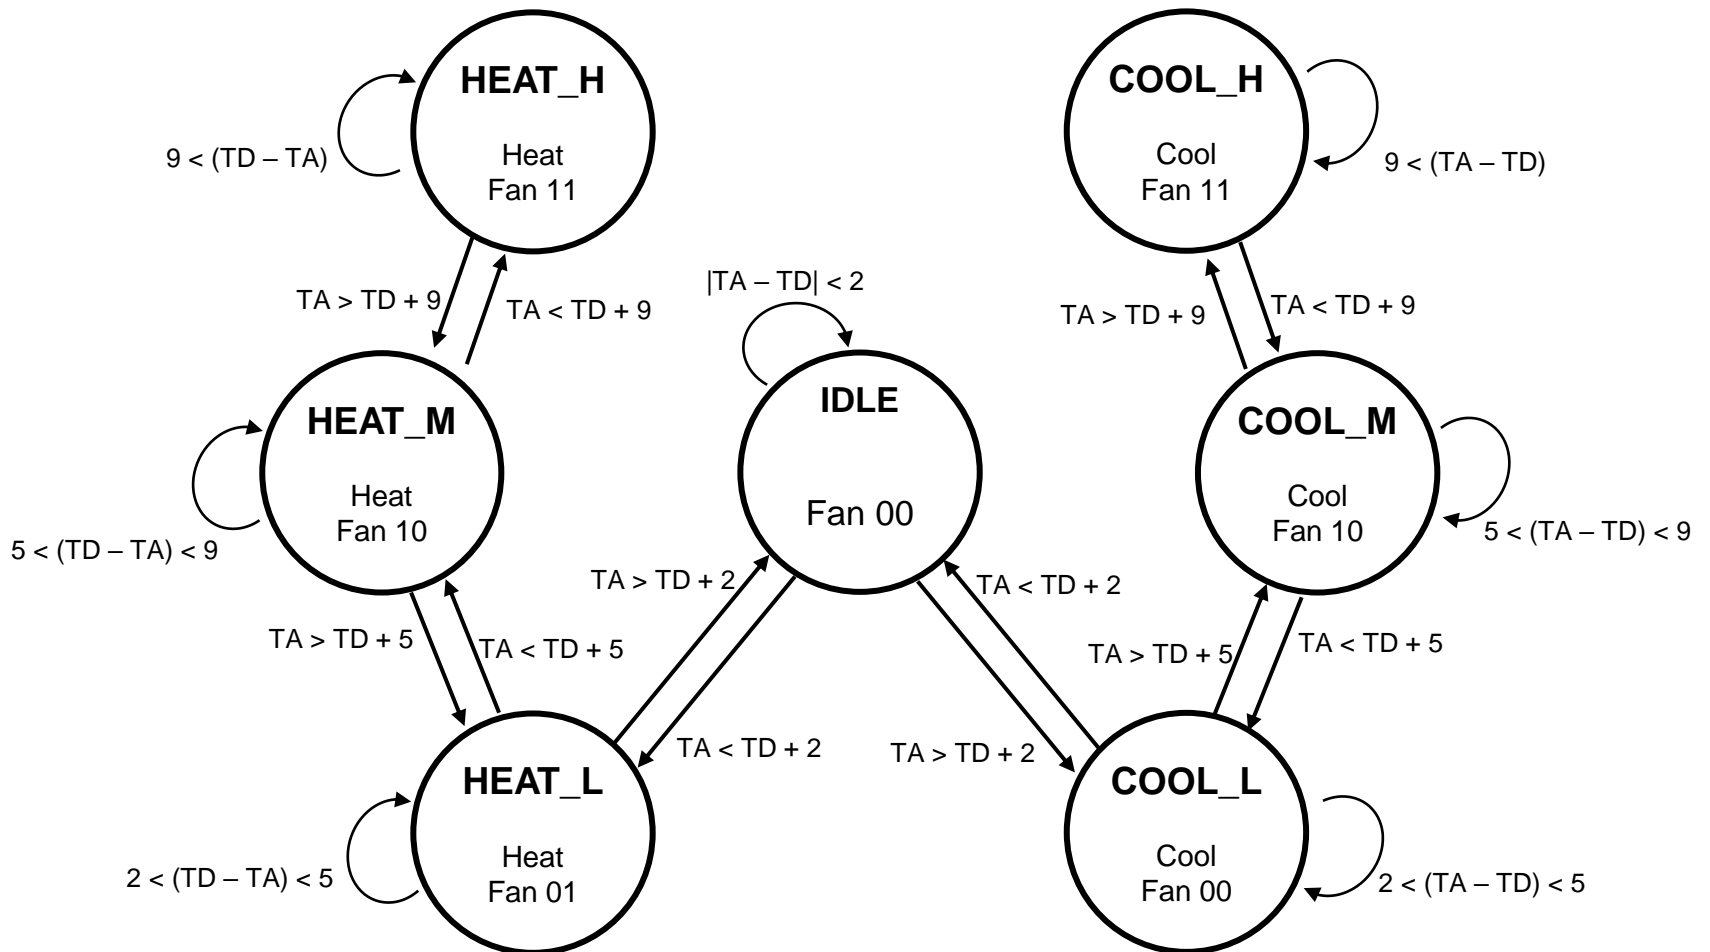 HEAT_H
Heat
Fan 11
9 < (TD – TA)
COOL_H
Cool
Fan 11
9 < (TA – TD)
TA > TD + 9
TA < TD + 9
|TA – TD| < 2
TA > TD + 9
TA < TD + 9
HEAT_M
Heat
Fan 10
5 < (TD – TA) < 9
IDLE
Fan 00
COOL_M
Cool
Fan 10
5 < (TA – TD) < 9
TA > TD + 5
TA < TD + 5
TA > TD + 2
TA < TD + 2
TA < TD + 2
TA > TD + 2
TA > TD + 5
TA < TD + 5
HEAT_L
Heat
Fan 01
2 < (TD – TA) < 5
COOL_L
Cool
Fan 00
2 < (TA – TD) < 5